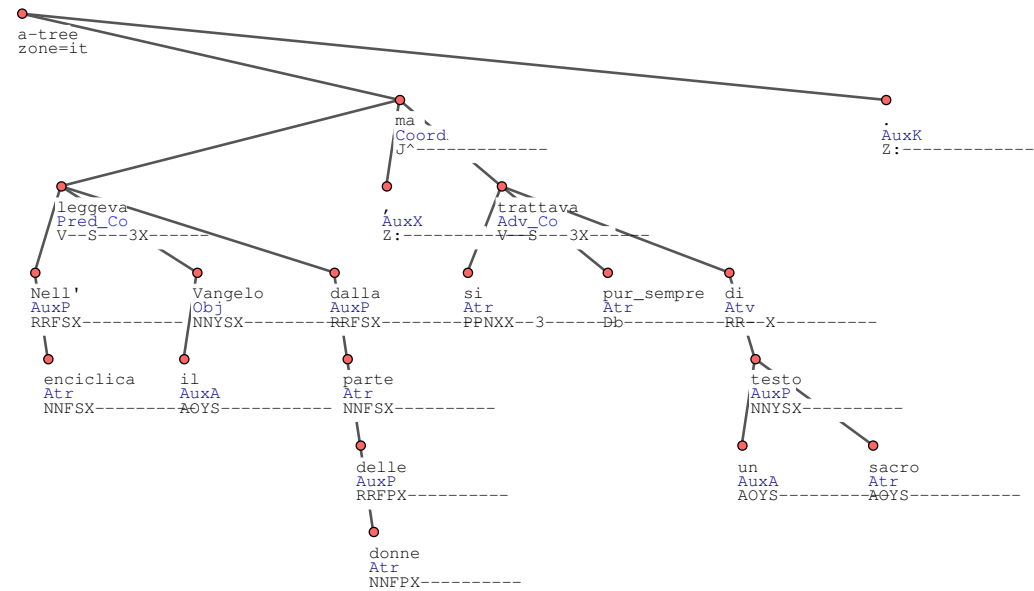 a-tree
zone=it
ma
Coord
J^-------------
.
AuxK
Z:-------------
leggeva
Pred_Co
V--S---3X------
,
AuxX
Z:-------------
trattava
Adv_Co
V--S---3X------
Nell'
AuxP
RRFSX----------
Vangelo
Obj
NNYSX----------
dalla
AuxP
RRFSX----------
si
Atr
PPNXX--3-------
pur_sempre
Atr
Db-------------
di
Atv
RR--X----------
enciclica
Atr
NNFSX----------
il
AuxA
AOYS-----------
parte
Atr
NNFSX----------
testo
AuxP
NNYSX----------
delle
AuxP
RRFPX----------
un
AuxA
AOYS-----------
sacro
Atr
AOYS-----------
donne
Atr
NNFPX----------